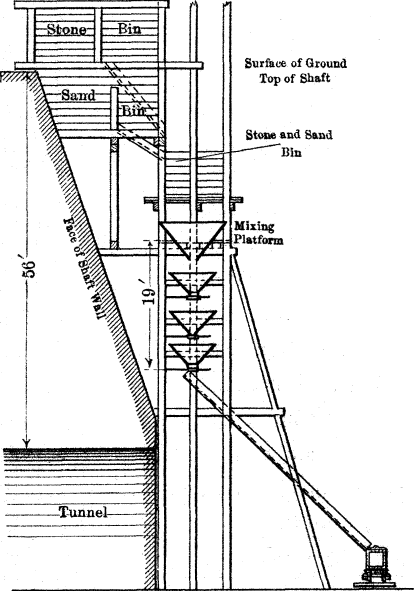 Stone Bin
Surface of Ground
Top of Shaft
Sand Bin
Stone and Sand
Bin
Mixing
Platform
Face of Shaft Wall
56′
19′
Tunnel